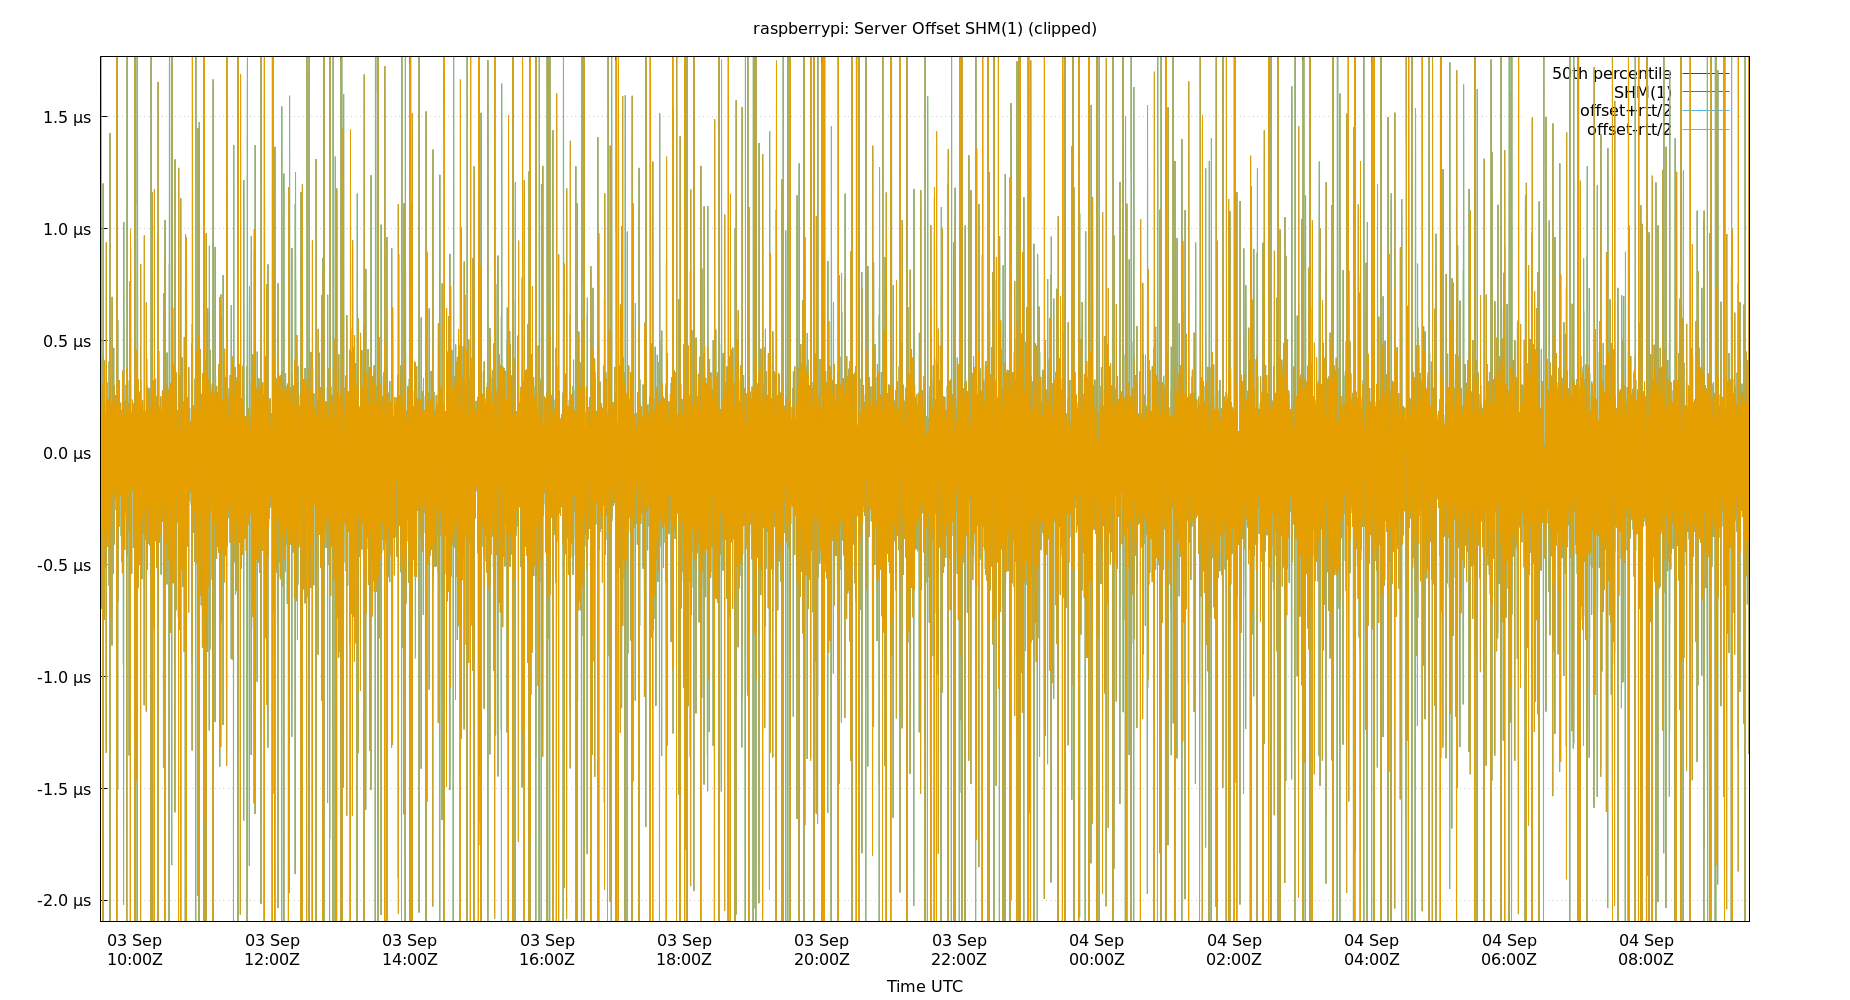 raspberrypi: Server Offset SHM(1) (clipped)
50th percentile
SHM(1)
offset+rtt/2
offset-rtt/2
1.5 µs
1.0 µs
0.5 µs
0.0 µs
-0.5 µs
-1.0 µs
-1.5 µs
-2.0 µs
03 Sep 03 Sep 03 Sep 03 Sep 03 Sep 03 Sep 03 Sep 04 Sep 04 Sep 04 Sep 04 Sep 04 Sep
10:00Z 12:00Z 14:00Z 16:00Z 18:00Z 20:00Z 22:00Z 00:00Z 02:00Z 04:00Z 06:00Z 08:00Z
Time UTC